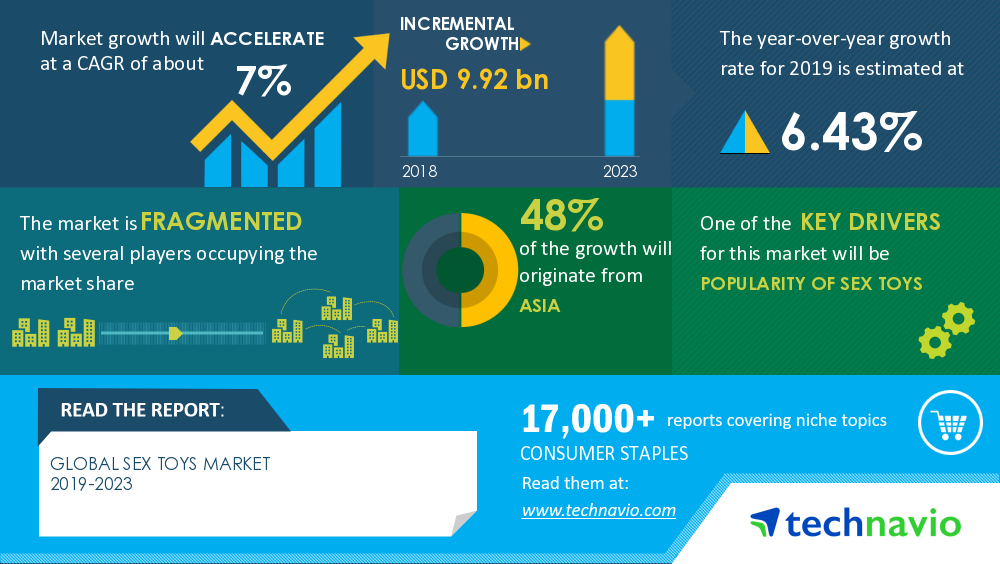 Market growth will ACCELERATE
at a CAGR of about
7%
INCREMENTAL
GROWTH
USD 9.92 bn
2018
2023
The year-over-year growth
rate for 2019 is estimated at
6.43%
The market is FRAGMENTED
with several players occupying the
market share
48%
of the growth will
originate from
ASIA
One of the KEY DRIVERS
for this market will be
POPULARITY OF SEX TOYS
READ THE REPORT:
GLOBAL SEX TOYS MARKET
2019-2023
17,000+ reports covering niche topics
CONSUMER STAPLES
Read them at:
www.technavio.com
technavio